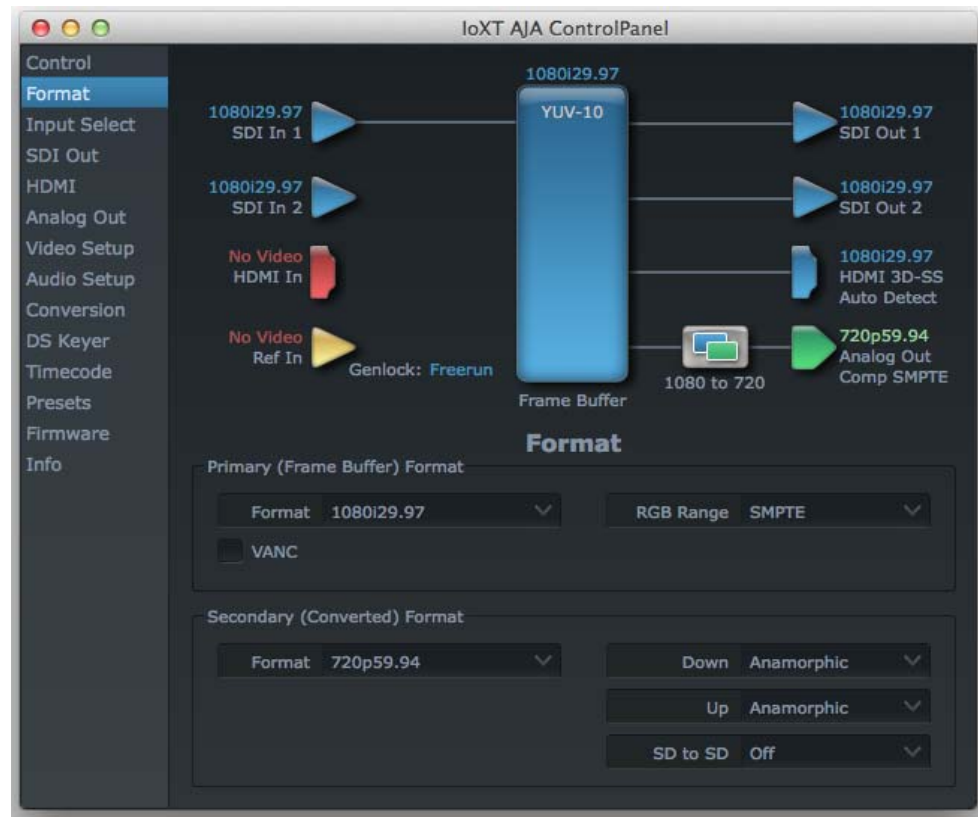 IoXT AJA ControlPanel
Control
Format
Input Select
SDI Out
HDMI
Analog Out
Video Setup
Audio Setup
Conversion
DS Keyer
Timecode
Presets
Firmware
Info
1080i29.97
YUV-10
1080i29.97
SDI In 1
1080i29.97
SDI Out 1
1080i29.97
SDI In 2
1080i29.97
SDI Out 2
No Video
HDMI In
1080i29.97
HDMI 3D-SS
Auto Detect
No Video
Ref In
Genlock: Freerun
1080 to 720
720p59.94
Analog Out
Comp SMPTE
Frame Buffer
Format
Primary (Frame Buffer) Format
Format 1080i29.97
RGB Range SMPTE
VANC
Secondary (Converted) Format
Format 720p59.94
Down Anamorphic
Up Anamorphic
SD to SD Off